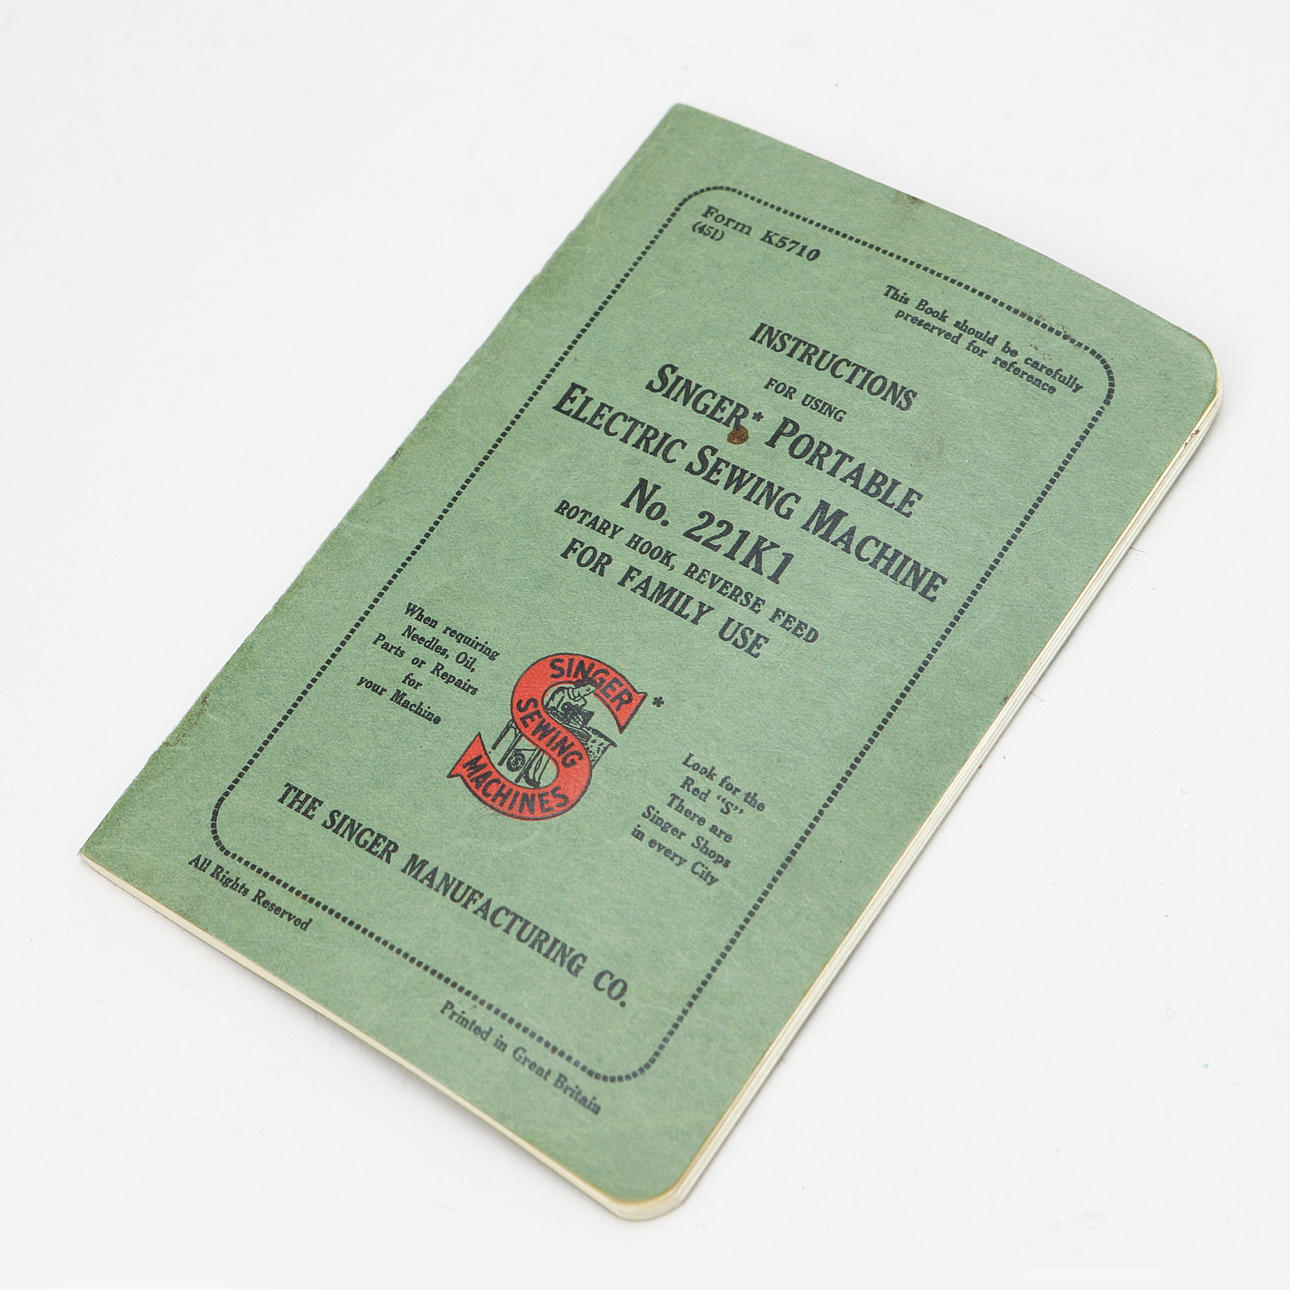 Form K5710
(451)
This Book should be carefully
preserved for reference
INSTRUCTIONS
FOR USING
SINGER* PORTABLE
ELECTRIC SEWING MACHINE
No. 221K1
ROTARY HOOK, REVERSE FEED
FOR FAMILY USE
When requiring
Needles, Oil,
Parts or Repairs
for
your Machine
SINGER *
SEWING
MACHINES
Look for the
Red "S"
There are
Singer Shops
in every City
THE SINGER MANUFACTURING CO.
All Rights Reserved
Printed in Great Britain